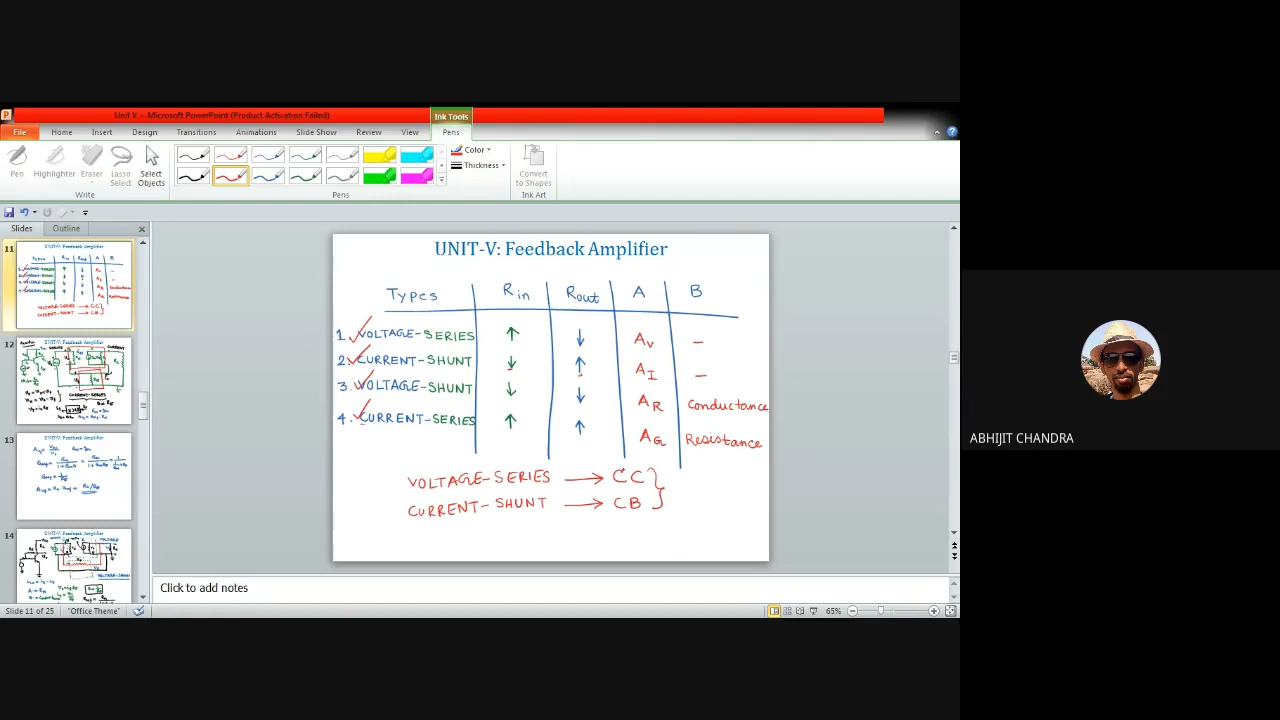 Unit V - Microsoft PowerPoint (Product Activation Failed)
Ink Tools
File Home Insert Design Transitions Animations Slide Show Review View Pens
Pen Highlighter Eraser Lasso Select Select Objects
Color
Thickness
Convert to Shapes
Write Pens Ink Art
Slides Outline
11
12
13
14
UNIT-V: Feedback Amplifier
Types Rin Rout A B
1. VOLTAGE-SERIES ↑ ↓ Av -
2. CURRENT-SHUNT ↓ ↑ AI -
3. VOLTAGE-SHUNT ↓ ↓ AR Conductance
4. CURRENT-SERIES ↑ ↑ AG Resistance
VOLTAGE-SERIES → CC
CURRENT-SHUNT → CB
Click to add notes
Slide 11 of 25 "Office Theme" 65%
ABHIJIT CHANDRA